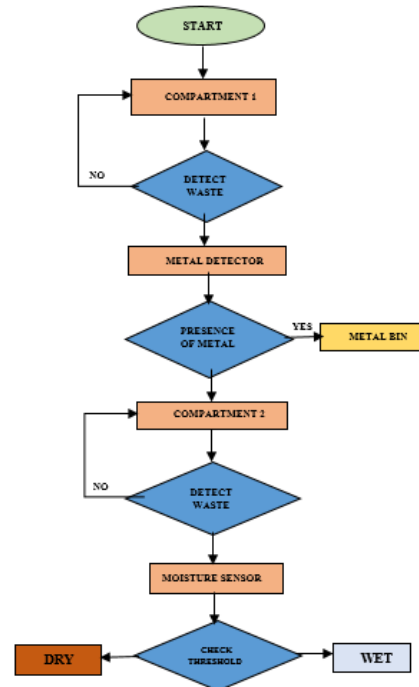 START
COMPARTMENT 1
NO
DETECT
WASTE
METAL DETECTOR
PRESENCE
OF METAL
YES
METAL BIN
COMPARTMENT 2
NO
DETECT
WASTE
MOISTURE SENSOR
DRY
CHECK
THRESHOLD
WET